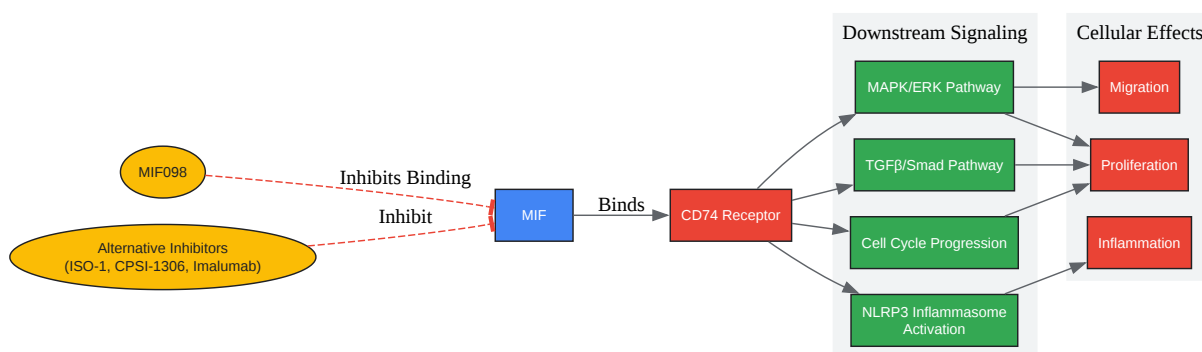 Downstream Signaling
Cellular Effects
MAPK/ERK Pathway
Migration
MIF098
Inhibits Binding
TGFβ/Smad Pathway
Proliferation
Inhibit
MIF
Binds
CD74 Receptor
Cell Cycle Progression
Inflammation
Alternative Inhibitors
(ISO-1, CPSI-1306, Imalumab)
NLRP3 Inflammasome
Activation